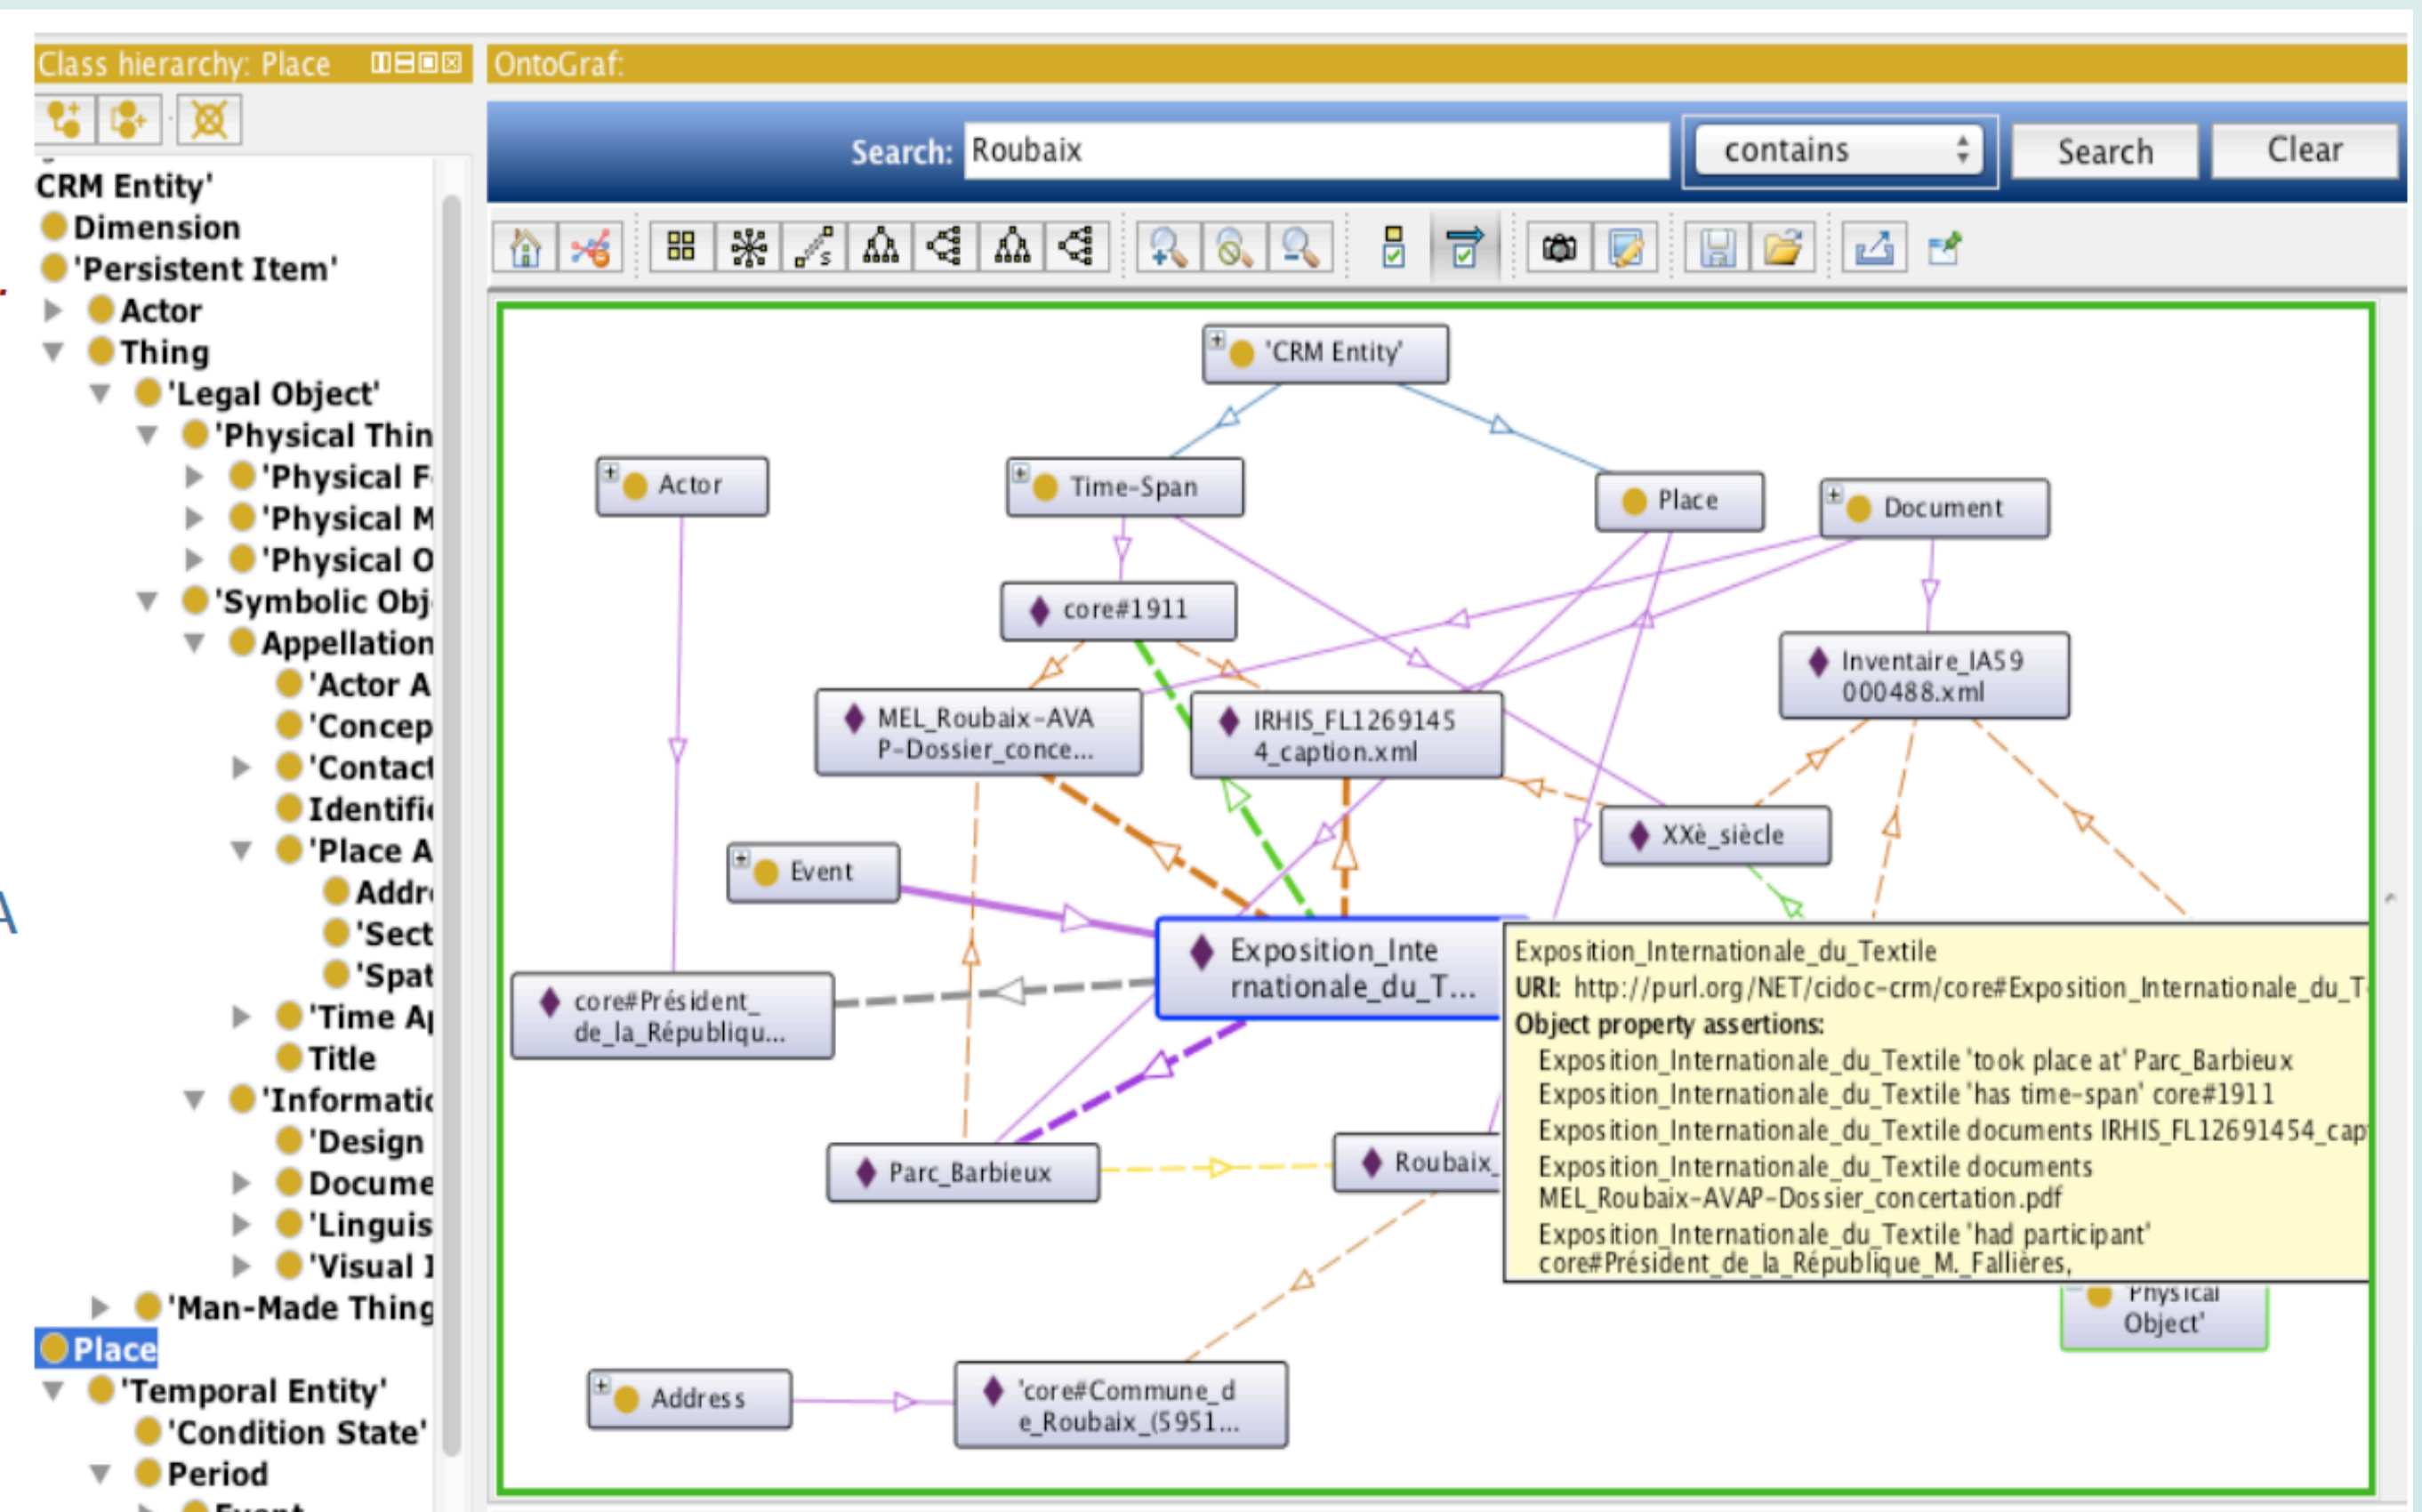 Class hierarchy: Place
CRM Entity'
Dimension
'Persistent Item'
Actor
Thing
'Legal Object'
'Physical Thin
'Physical F
'Physical M
'Physical O
'Symbolic Obj
Appellation
'Actor A
'Concep
'Contact
Identifie
'Place A
Addre
'Sect
'Spat
'Time Ap
Title
'Informatic
'Design
Docume
'Linguis
'Visual I
'Man-Made Thing
Place
'Temporal Entity'
'Condition State'
Period
Event
A
OntoGraf:
Search: Roubaix contains Search Clear
'CRM Entity'
Actor
Time-Span
Place
Document
core#1911
Inventaire_IA59
000488.xml
MEL_Roubaix-AVA
P-Dossier_conce...
IRHIS_FL1269145
4_caption.xml
XXè_siècle
Event
Exposition_Inte
rnationale_du_T...
core#Président_
de_la_Républiqu...
Parc_Barbieux
Roubaix_
Address
'core#Commune_d
e_Roubaix_(5951...
Exposition_Internationale_du_Textile
URI: http://purl.org/NET/cidoc-crm/core#Exposition_Internationale_du_T
Object property assertions:
Exposition_Internationale_du_Textile 'took place at' Parc_Barbieux
Exposition_Internationale_du_Textile 'has time-span' core#1911
Exposition_Internationale_du_Textile documents IRHIS_FL12691454_cap
Exposition_Internationale_du_Textile documents
MEL_Roubaix-AVAP-Dossier_concertation.pdf
Exposition_Internationale_du_Textile 'had participant'
core#Président_de_la_République_M._Fallières,
'Physical
Object'